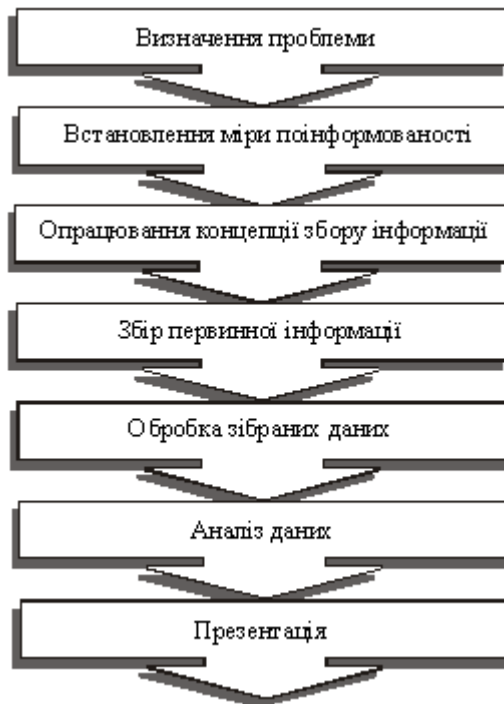 Визначення проблеми
Встановлення міри поінформованості
Опрацювання концепції збору інформації
Збір первинної інформації
Обробка зібраних даних
Аналіз даних
Презентація